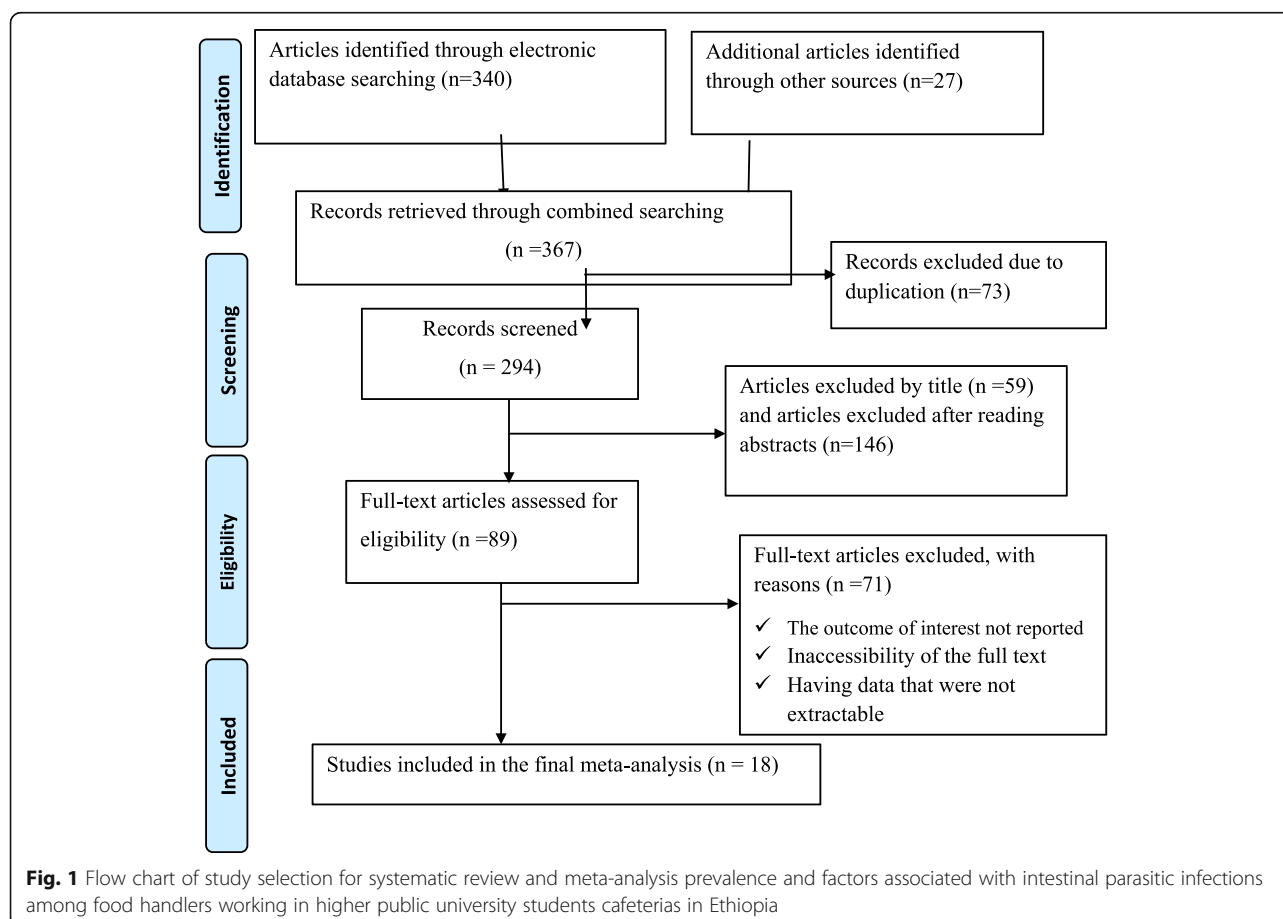 Articles identified through electronic
database searching (n=340)
Additional articles identified
through other sources (n=27)
Identification
Records retrieved through combined searching
(n =367)
Records excluded due to
duplication (n=73)
Screening
Records screened
(n = 294)
Articles excluded by title (n =59)
and articles excluded after reading
abstracts (n=146)
Eligibility
Full-text articles assessed for
eligibility (n =89)
Full-text articles excluded, with
reasons (n =71)
✓ The outcome of interest not reported
✓ Inaccessibility of the full text
✓ Having data that were not
extractable
Included
Studies included in the final meta-analysis (n = 18)
Fig. 1 Flow chart of study selection for systematic review and meta-analysis prevalence and factors associated with intestinal parasitic infections
among food handlers working in higher public university students cafeterias in Ethiopia